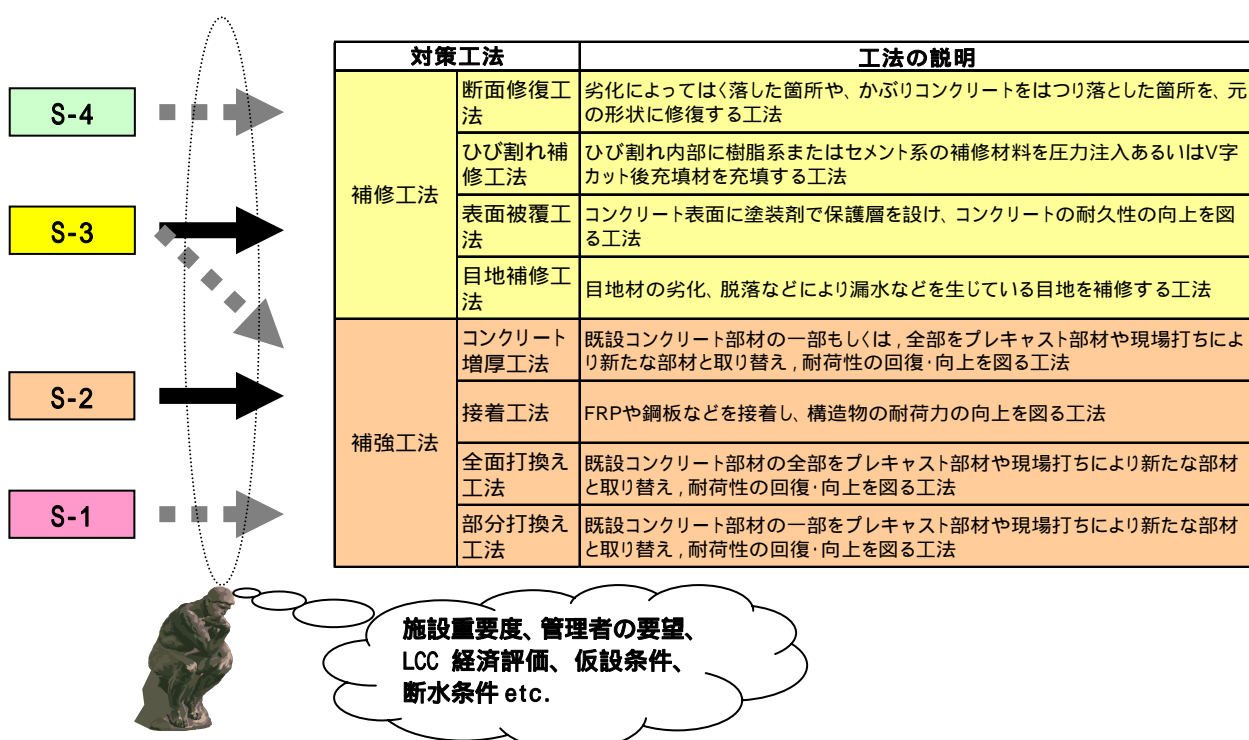 対策工法 工法の説明
S-4
S-3
S-2
S-1
補修工法
断面修復工
法
劣化によってはく落した箇所や、かぶりコンクリートをはつり落とした箇所を、元
の形状に修復する工法
ひび割れ補
修工法
ひび割れ内部に樹脂系またはセメント系の補修材料を圧力注入あるいはV字
カット後充填材を充填する工法
表面被覆工
法
コンクリート表面に塗装剤で保護層を設け、コンクリートの耐久性の向上を図
る工法
目地補修工
法
目地材の劣化、脱落などにより漏水などを生じている目地を補修する工法
補強工法
コンクリート
増厚工法
既設コンクリート部材の一部もしくは,全部をプレキャスト部材や現場打ちによ
り新たな部材と取り替え,耐荷性の回復・向上を図る工法
接着工法
FRPや鋼板などを接着し、構造物の耐荷力の向上を図る工法
全面打換え
工法
既設コンクリート部材の全部をプレキャスト部材や現場打ちにより新たな部材
と取り替え,耐荷性の回復・向上を図る工法
部分打換え
工法
既設コンクリート部材の一部をプレキャスト部材や現場打ちにより新たな部材
と取り替え,耐荷性の回復・向上を図る工法
施設重要度、管理者の要望、
LCC 経済評価、仮設条件、
断水条件 etc.